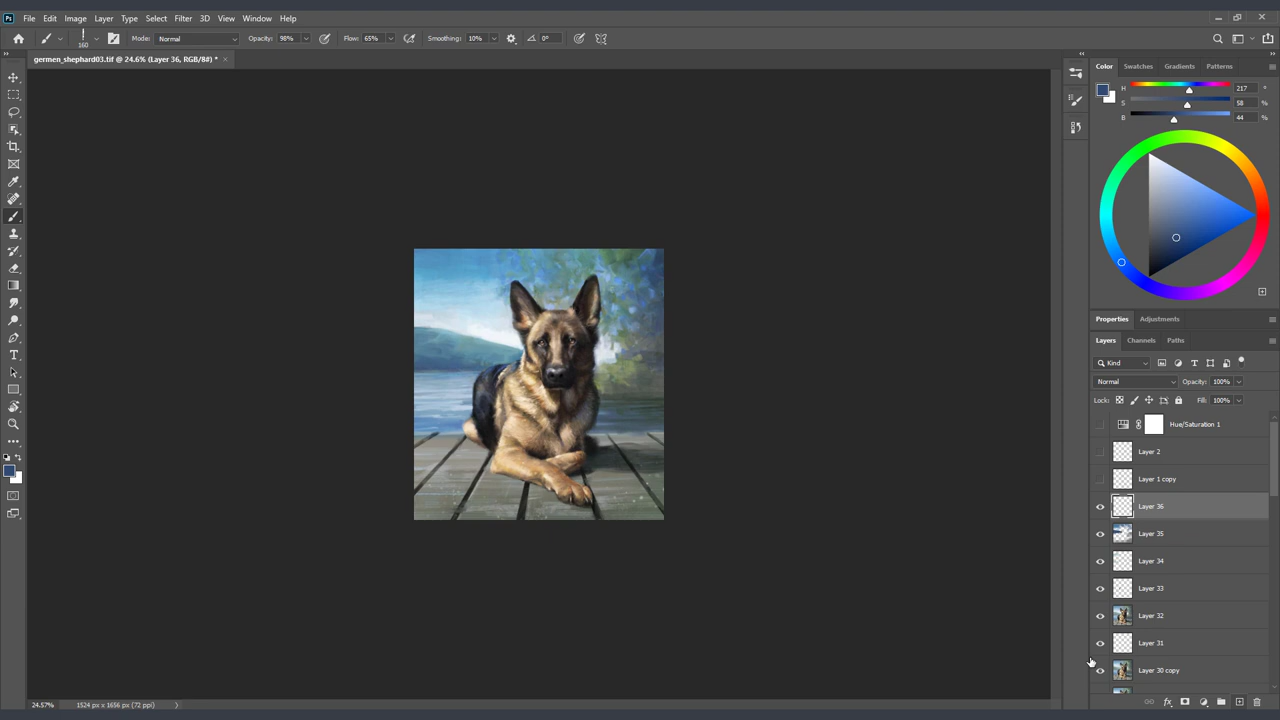 Ps File Edit Image Layer Type Select Filter 3D View Window Help
160 Mode: Normal Opacity: 98% Flow: 65% Smoothing: 10% 0°
germen_shephard03.tif @ 24.6% (Layer 36, RGB/8#) * ×
Color Swatches Gradients Patterns
H 217 °
S 58 %
B 44 %
Properties Adjustments
Layers Channels Paths
Kind
Normal Opacity: 100%
Lock: Fill: 100%
Hue/Saturation 1
Layer 2
Layer 1 copy
Layer 36
Layer 35
Layer 34
Layer 33
Layer 32
Layer 31
Layer 30 copy
24.57% 1524 px x 1656 px (72 ppi)